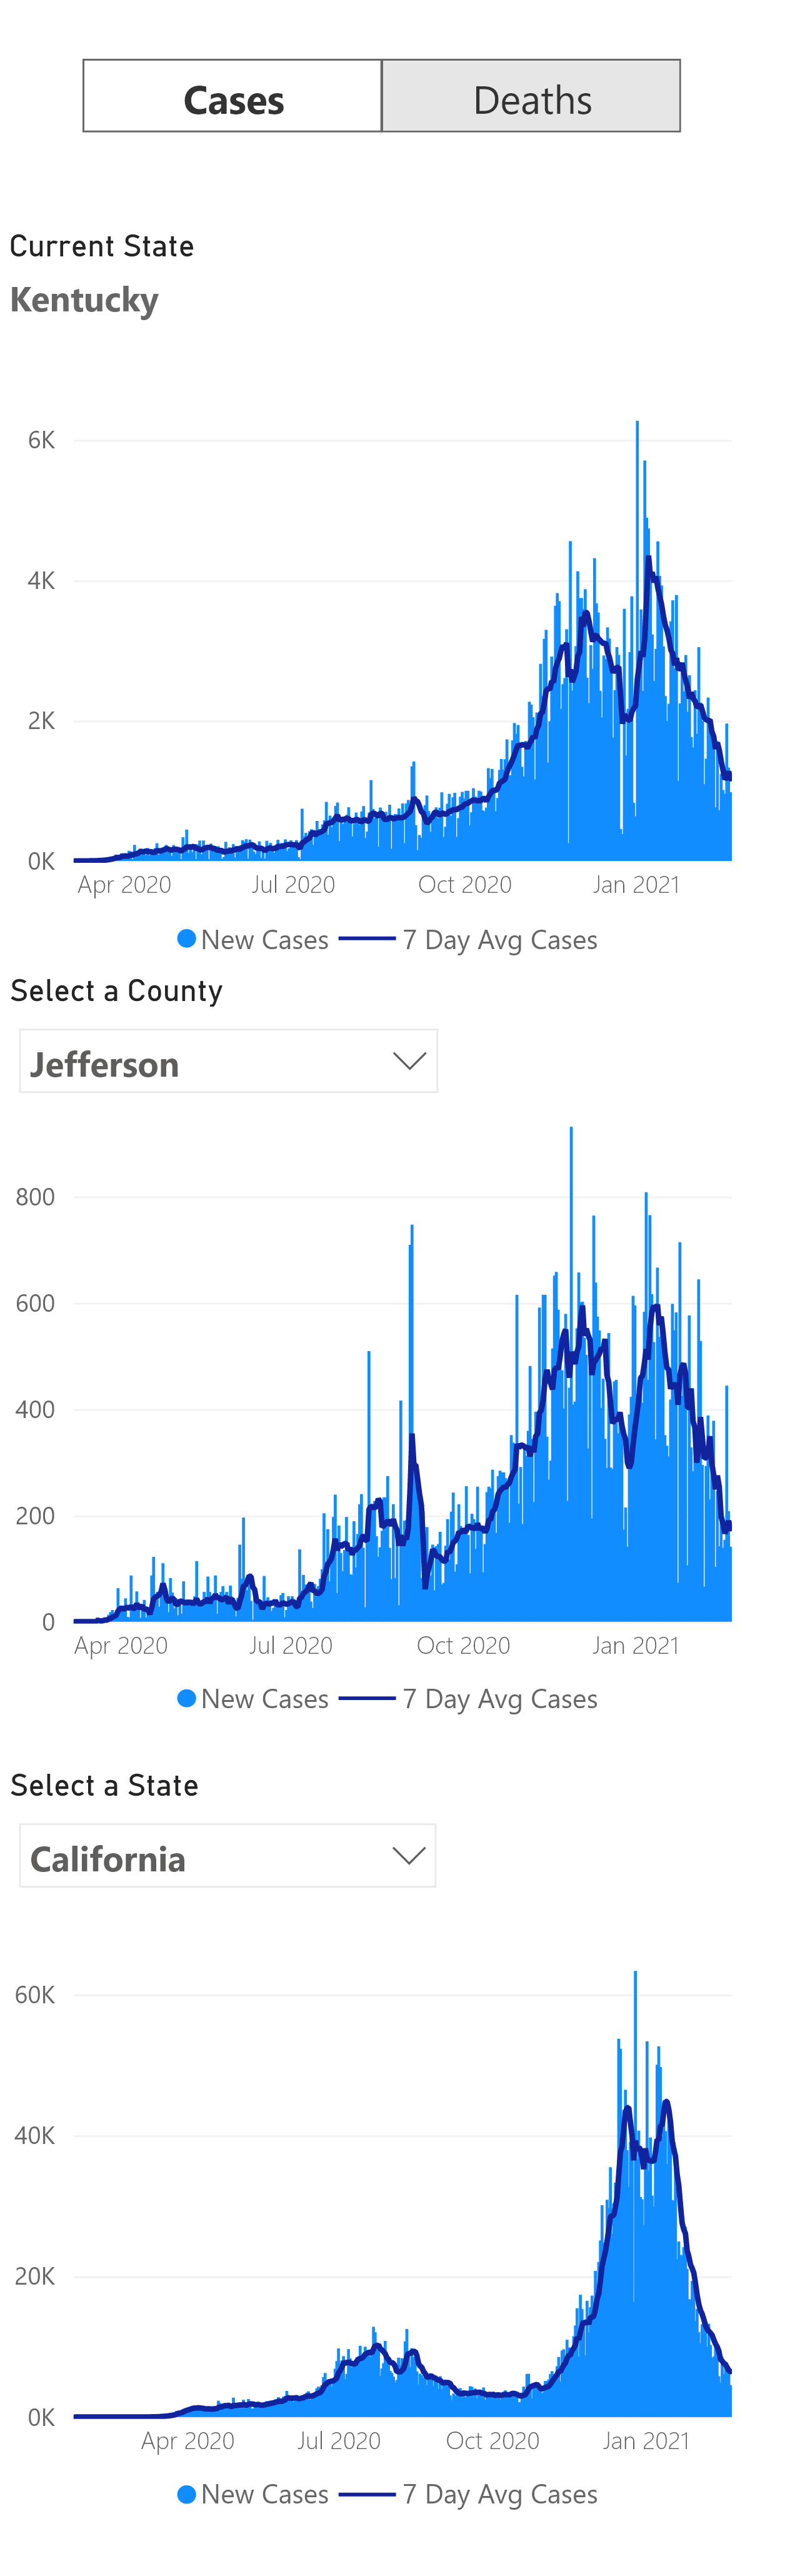 Cases Deaths
Current State
Kentucky
6K
4K
2K
0K
Apr 2020 Jul 2020 Oct 2020 Jan 2021
New Cases 7 Day Avg Cases
Select a County
Jefferson
800
600
400
200
0
Apr 2020 Jul 2020 Oct 2020 Jan 2021
New Cases 7 Day Avg Cases
Select a State
California
60K
40K
20K
0K
Apr 2020 Jul 2020 Oct 2020 Jan 2021
New Cases 7 Day Avg Cases